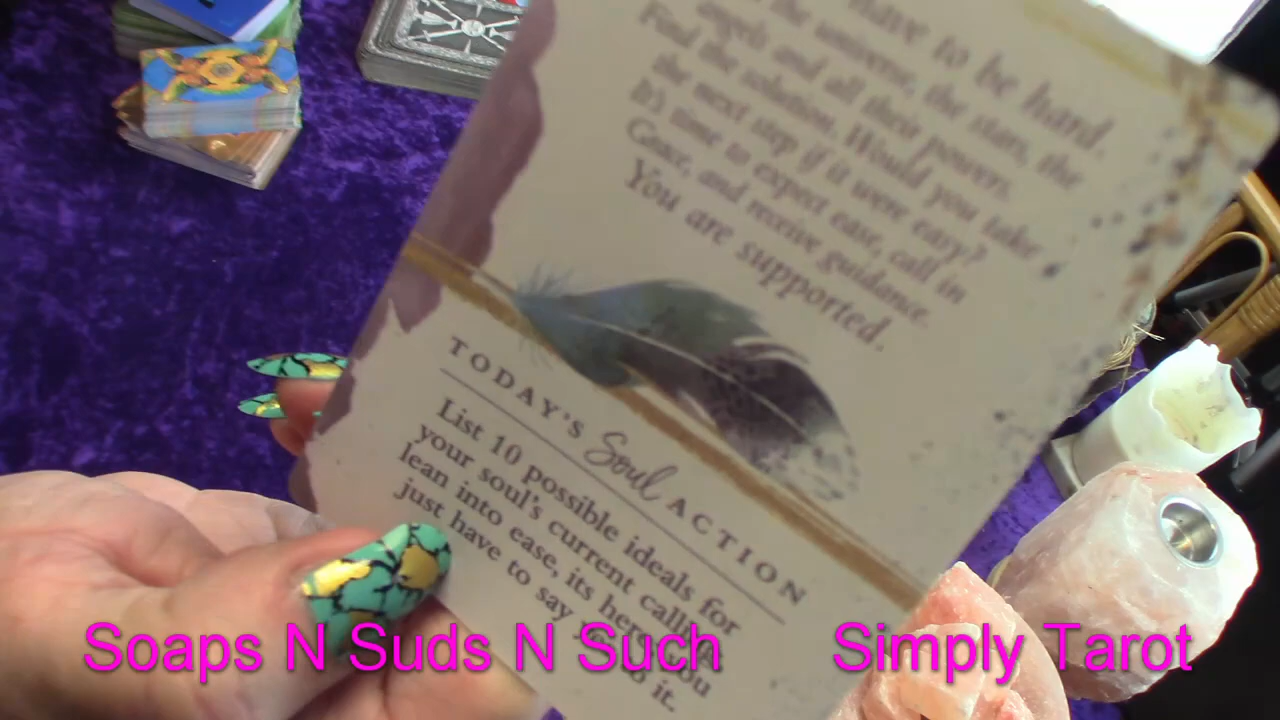 have to be hard.
the universe, the stars, the
angels and all their powers.
Find the solution. Would you take
the next step if it were easy?
It's time to expect ease, call in
Grace, and receive guidance.
You are supported.
TODAY'S Soul ACTION
List 10 possible ideals for
your soul's current
lean into ease, its here
just have to say to it.
Soaps N Suds N Such
Simply Tarot